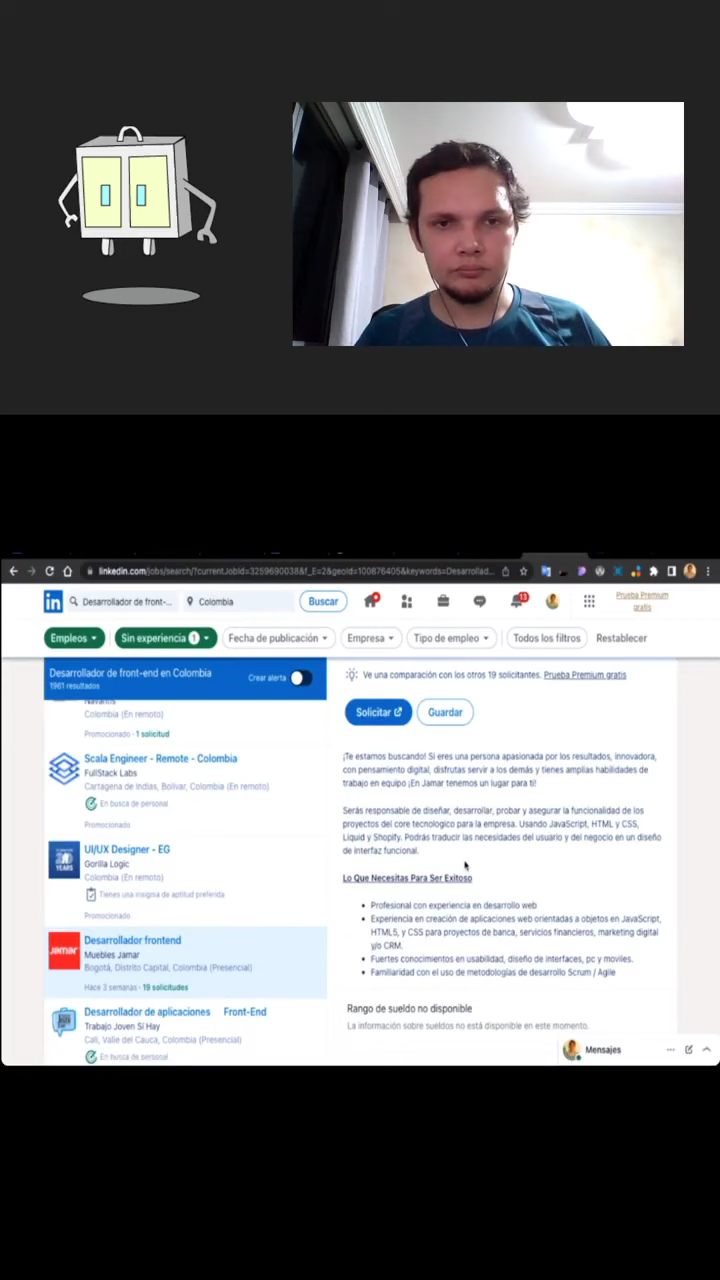 linkedin.com/jobs/search/?currentJobId=3259690038&f_E=2&geoId=100876405&keywords=Desarrollad...
in
Desarrollador de front-...
Colombia
Buscar
13
Prueba Premium
gratis
Empleos
Sin experiencia 1
Fecha de publicación
Empresa
Tipo de empleo
Todos los filtros
Restablecer
Desarrollador de front-end en Colombia
1961 resultados
Crear alerta
Colombia (En remoto)
Promocionado · 1 solicitud
Scala Engineer - Remote - Colombia
FullStack Labs
Cartagena de Indias, Bolívar, Colombia (En remoto)
En busca de personal
Promocionado
UI/UX Designer - EG
Gorilla Logic
Colombia (En remoto)
Tienes una insignia de aptitud preferida
Promocionado
YEARS
Desarrollador frontend
Muebles Jamar
Bogotá, Distrito Capital, Colombia (Presencial)
Hace 3 semanas · 19 solicitudes
Jamar
Desarrollador de aplicaciones Front-End
Trabajo Joven Sí Hay
Cali, Valle del Cauca, Colombia (Presencial)
En busca de personal
Ve una comparación con los otros 19 solicitantes. Prueba Premium gratis
Solicitar
Guardar
¡Te estamos buscando! Si eres una persona apasionada por los resultados, innovadora,
con pensamiento digital, disfrutas servir a los demás y tienes amplias habilidades de
trabajo en equipo ¡En Jamar tenemos un lugar para ti!
Serás responsable de diseñar, desarrollar, probar y asegurar la funcionalidad de los
proyectos del core tecnologico para la empresa. Usando JavaScript, HTML y CSS,
Liquid y Shopify. Podrás traducir las necesidades del usuario y del negocio en un diseño
de interfaz funcional.
Lo Que Necesitas Para Ser Exitoso
Profesional con experiencia en desarrollo web
Experiencia en creación de aplicaciones web orientadas a objetos en JavaScript,
HTML5, y CSS para proyectos de banca, servicios financieros, marketing digital
y/o CRM.
Fuertes conocimientos en usabilidad, diseño de interfaces, pc y moviles.
Familiaridad con el uso de metodologías de desarrollo Scrum / Agile
Rango de sueldo no disponible
La información sobre sueldos no está disponible en este momento.
Mensajes